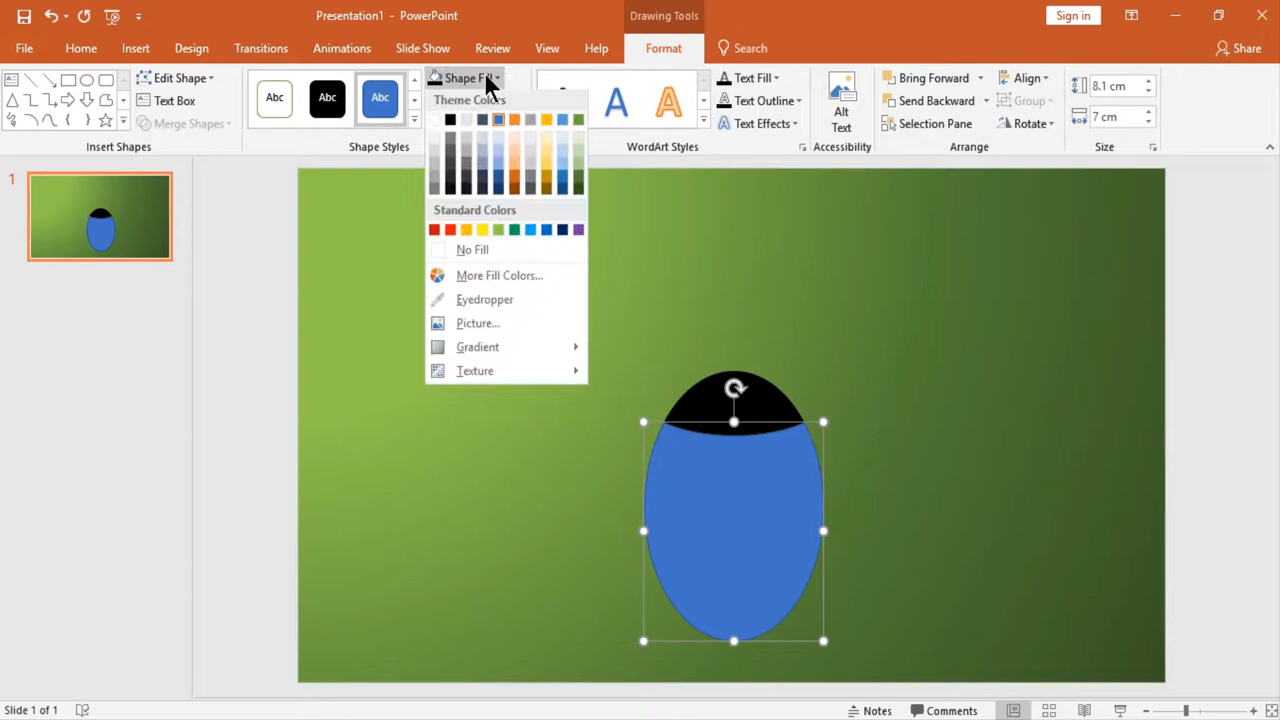 Presentation1 - PowerPoint
Drawing Tools
Sign in
File Home Insert Design Transitions Animations Slide Show Review View Help Format Search Share
Edit Shape
Text Box
Merge Shapes
Insert Shapes
Abc Abc Abc
Shape Styles
Shape Fill
Theme Colors
Standard Colors
No Fill
More Fill Colors...
Eyedropper
Picture...
Gradient
Texture
A A
Text Fill
Text Outline
Text Effects
WordArt Styles
Alt
Text
Accessibility
Bring Forward
Send Backward
Selection Pane
Align
Group
Rotate
Arrange
8.1 cm
7 cm
Size
1
Slide 1 of 1
Notes Comments